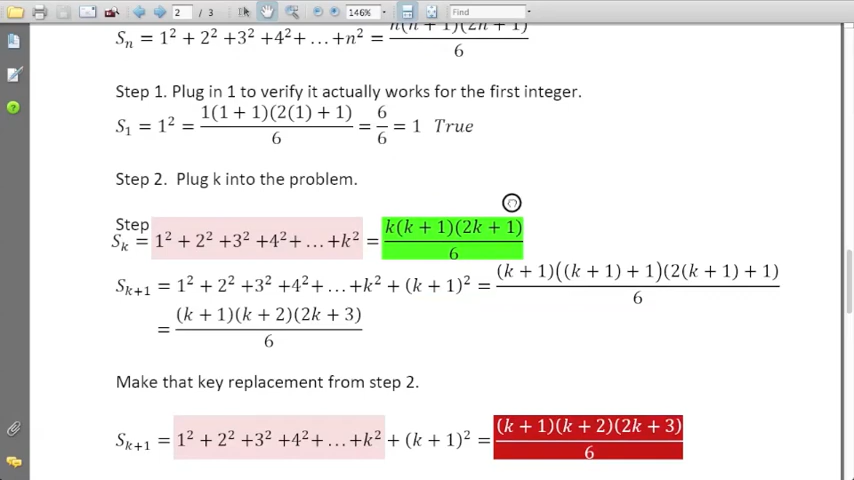 2 / 3 146% Find
Sₙ = 1² + 2² +3² +4²+ …+n² = n(n + 1)(2n + 1) / 6
Step 1. Plug in 1 to verify it actually works for the first integer.
S₁ = 1² = 1(1 + 1)(2(1) + 1) / 6 = 6 / 6 = 1 True
Step 2. Plug k into the problem.
Step
Sₖ = 1² + 2² +3² +4²+ …+k² = k(k + 1)(2k + 1) / 6
Sₖ₊₁ = 1² + 2² +3² +4²+ …+k² + (k + 1)² = (k + 1)((k + 1) + 1)(2(k + 1) + 1) / 6
= (k + 1)(k + 2)(2k + 3) / 6
Make that key replacement from step 2.
Sₖ₊₁ = 1² + 2² +3² +4²+ …+k² + (k + 1)² = (k + 1)(k + 2)(2k + 3) / 6